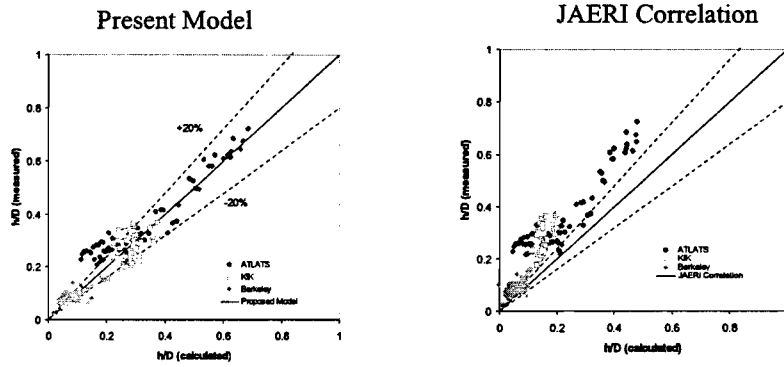 Present Model
JAERI Correlation
1
0.8
0.6
0.4
0.2
0
0
0.2
0.4
0.6
0.8
1
h/D (measured)
h/D (calculated)
+20%
-20%
ATLATS
KfK
Berkeley
Proposed Model
1
0.8
0.6
0.4
0.2
0
0
0.2
0.4
0.6
0.8
h/D (measured)
h/D (calculated)
ATLATS
KfK
Berkeley
JAERI Correlation